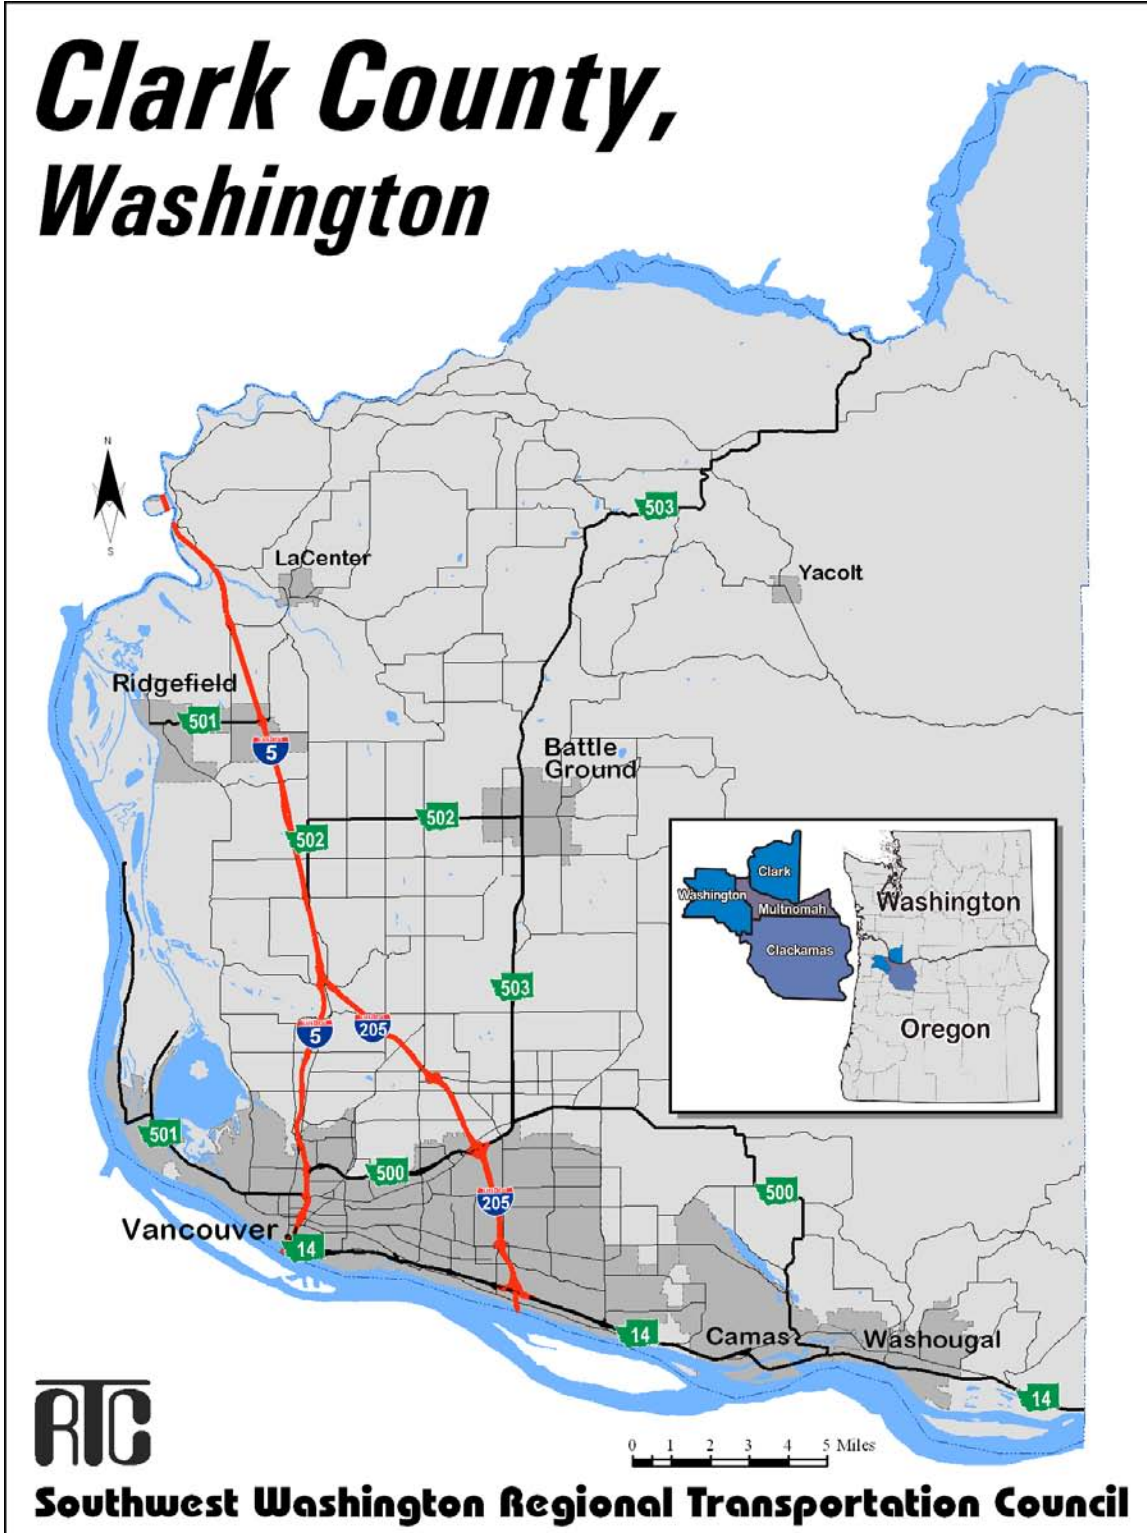 Clark County,
Washington
N
S
503
LaCenter
Yacolt
Ridgefield
501
5
Battle
Ground
502
502
Clark
Washington
Multnomah
Clackamas
Washington
Oregon
503
5
205
501
500
500
205
Vancouver
14
14
Camas
Washougal
14
RTC
0 1 2 3 4 5 Miles
Southwest Washington Regional Transportation Council